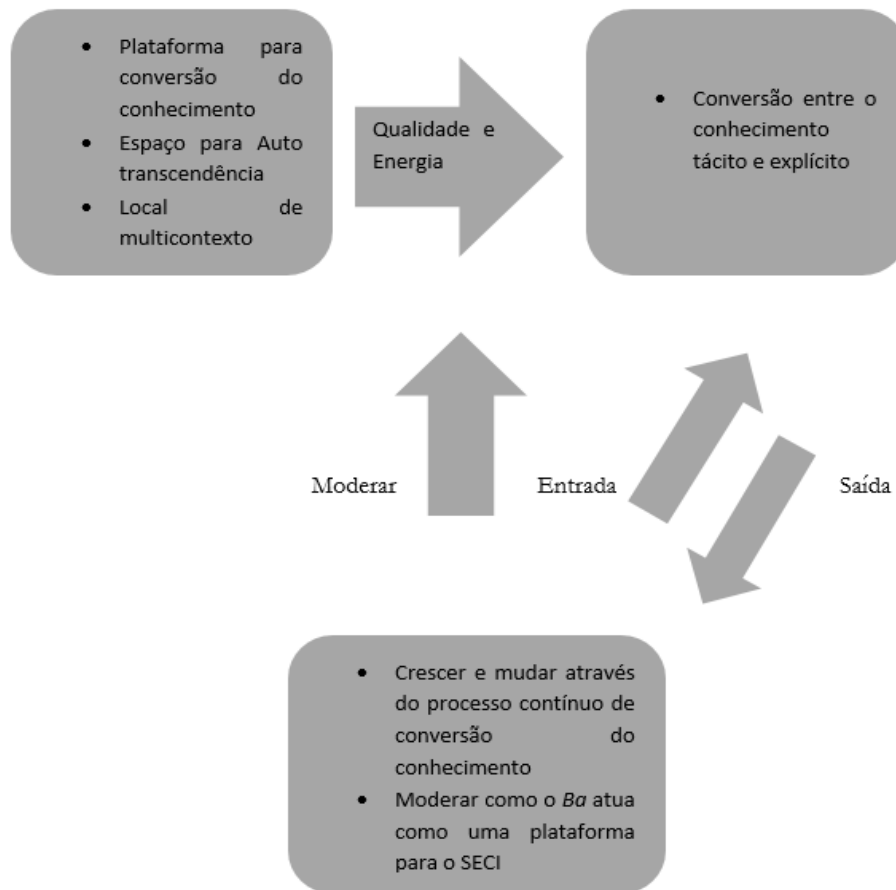 • Plataforma para
conversão do
conhecimento
• Espaço para Auto
transcendência
• Local de
multicontexto
Qualidade e
Energia
• Conversão entre o
conhecimento
tácito e explícito
Moderar
Entrada
Saída
• Crescer e mudar através
do processo contínuo de
conversão do
conhecimento
• Moderar como o Ba atua
como uma plataforma
para o SECI